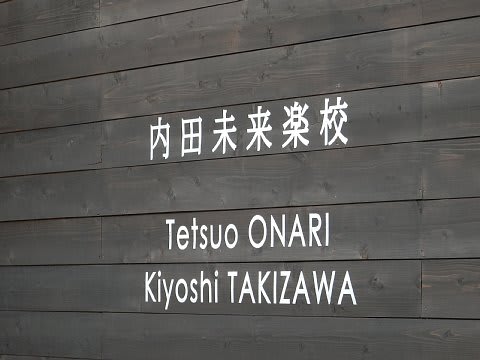 内田未来楽校
Tetsuo ONARI
Kiyoshi TAKIZAWA